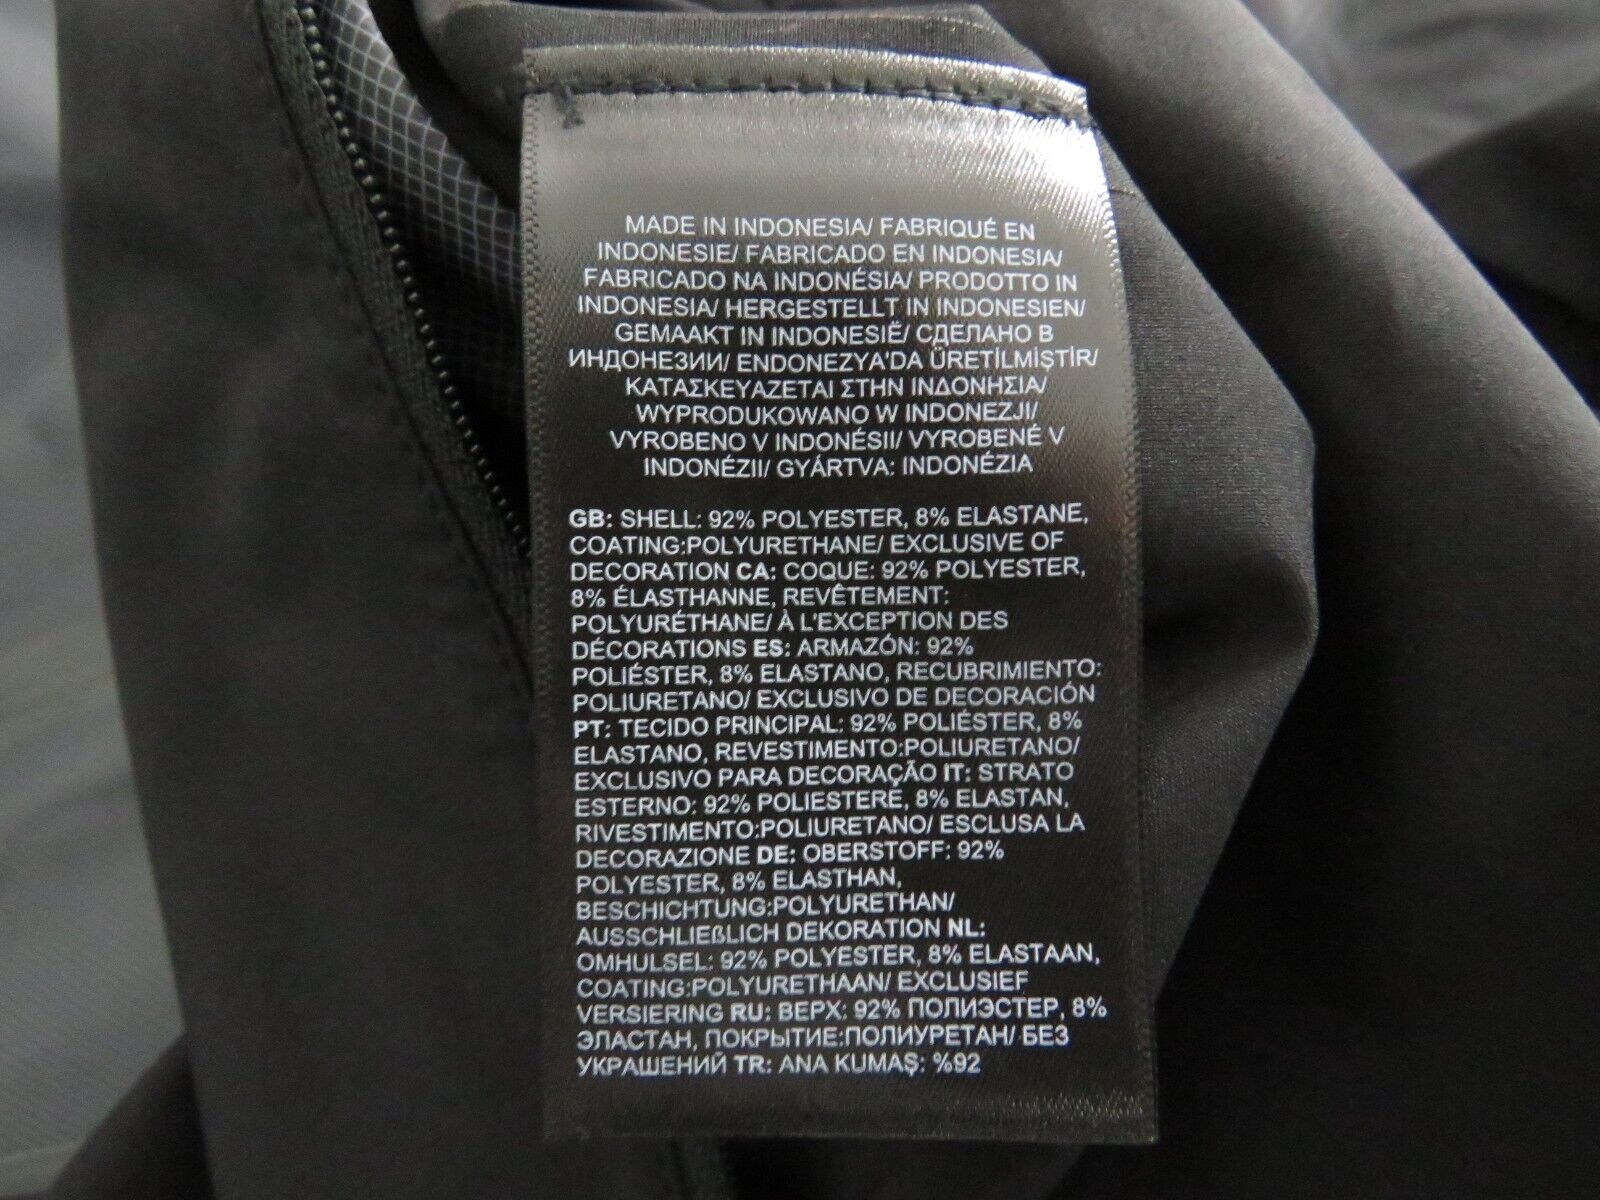 MADE IN INDONESIA/ FABRIQUÉ EN
INDONESIE/ FABRICADO EN INDONESIA/
FABRICADO NA INDONÉSIA/ PRODOTTO IN
INDONESIA/ HERGESTELLT IN INDONESIEN/
GEMAAKT IN INDONESIË/ СДЕЛАНО В
ИНДОНЕЗИИ/ ENDONEZYA'DA ÜRETİLMİŞTİR/
ΚΑΤΑΣΚΕΥΑΖΕΤΑΙ ΣΤΗΝ ΙΝΔΟΝΗΣΙΑ/
WYPRODUKOWANO W INDONEZJI/
VYROBENO V INDONÉSII/ VYROBENÉ V
INDONÉZII/ GYÁRTVA: INDONÉZIA
GB: SHELL: 92% POLYESTER, 8% ELASTANE,
COATING:POLYURETHANE/ EXCLUSIVE OF
DECORATION CA: COQUE: 92% POLYESTER,
8% ÉLASTHANNE, REVÊTEMENT:
POLYURÉTHANE/ À L'EXCEPTION DES
DÉCORATIONS ES: ARMAZÓN: 92%
POLIÉSTER, 8% ELASTANO, RECUBRIMIENTO:
POLIURETANO/ EXCLUSIVO DE DECORACIÓN
PT: TECIDO PRINCIPAL: 92% POLIÉSTER, 8%
ELASTANO, REVESTIMENTO:POLIURETANO/
EXCLUSIVO PARA DECORAÇÃO IT: STRATO
ESTERNO: 92% POLIESTERE, 8% ELASTAN,
RIVESTIMENTO:POLIURETANO/ ESCLUSA LA
DECORAZIONE DE: OBERSTOFF: 92%
POLYESTER, 8% ELASTHAN,
BESCHICHTUNG:POLYURETHAN/
AUSSCHLIEßLICH DEKORATION NL:
OMHULSEL: 92% POLYESTER, 8% ELASTAAN,
COATING:POLYURETHAAN/ EXCLUSIEF
VERSIERING RU: ВЕРХ: 92% ПОЛИЭСТЕР, 8%
ЭЛАСТАН, ПОКРЫТИЕ:ПОЛИУРЕТАН/ БЕЗ
УКРАШЕНИЙ TR: ANA KUMAŞ: %92